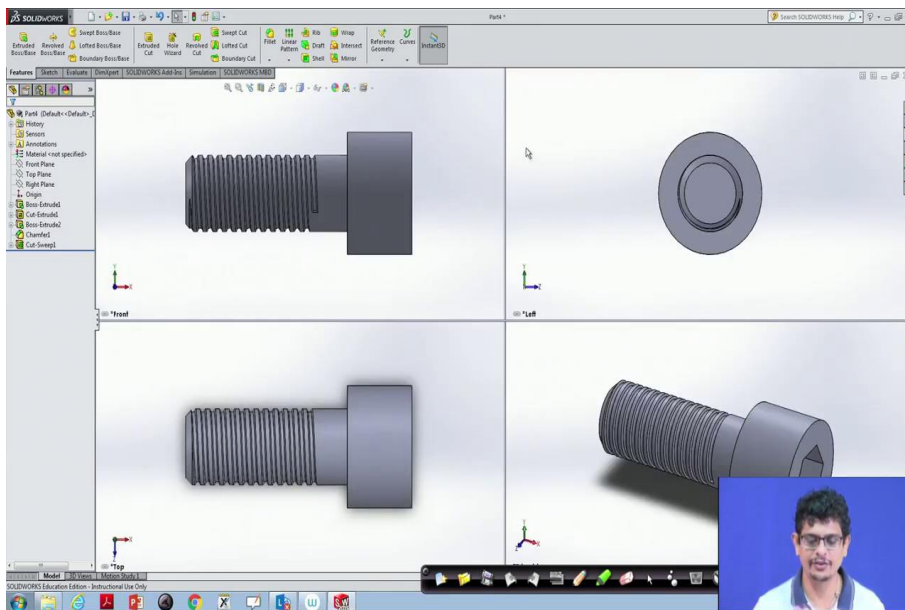 SOLIDWORKS
Part4 *
Search SOLIDWORKS Help
Extruded Boss/Base
Revolved Boss/Base
Swept Boss/Base
Lofted Boss/Base
Boundary Boss/Base
Extruded Cut
Hole Wizard
Revolved Cut
Swept Cut
Lofted Cut
Boundary Cut
Fillet
Linear Pattern
Rib
Draft
Shell
Wrap
Intersect
Mirror
Reference Geometry
Curves
Instant3D
Features Sketch Evaluate DimXpert SOLIDWORKS Add-Ins Simulation SOLIDWORKS MBD
Part4 (Default<<Default>_D
History
Sensors
Annotations
Material <not specified>
Front Plane
Top Plane
Right Plane
Origin
Boss-Extrude1
Cut-Extrude1
Boss-Extrude2
Chamfer1
Cut-Sweep1
Y
X
*Front
Y
Z
*Left
X
Z
*Top
Y
X
Z
Model 3D Views Motion Study 1
SOLIDWORKS Education Edition - Instructional Use Only